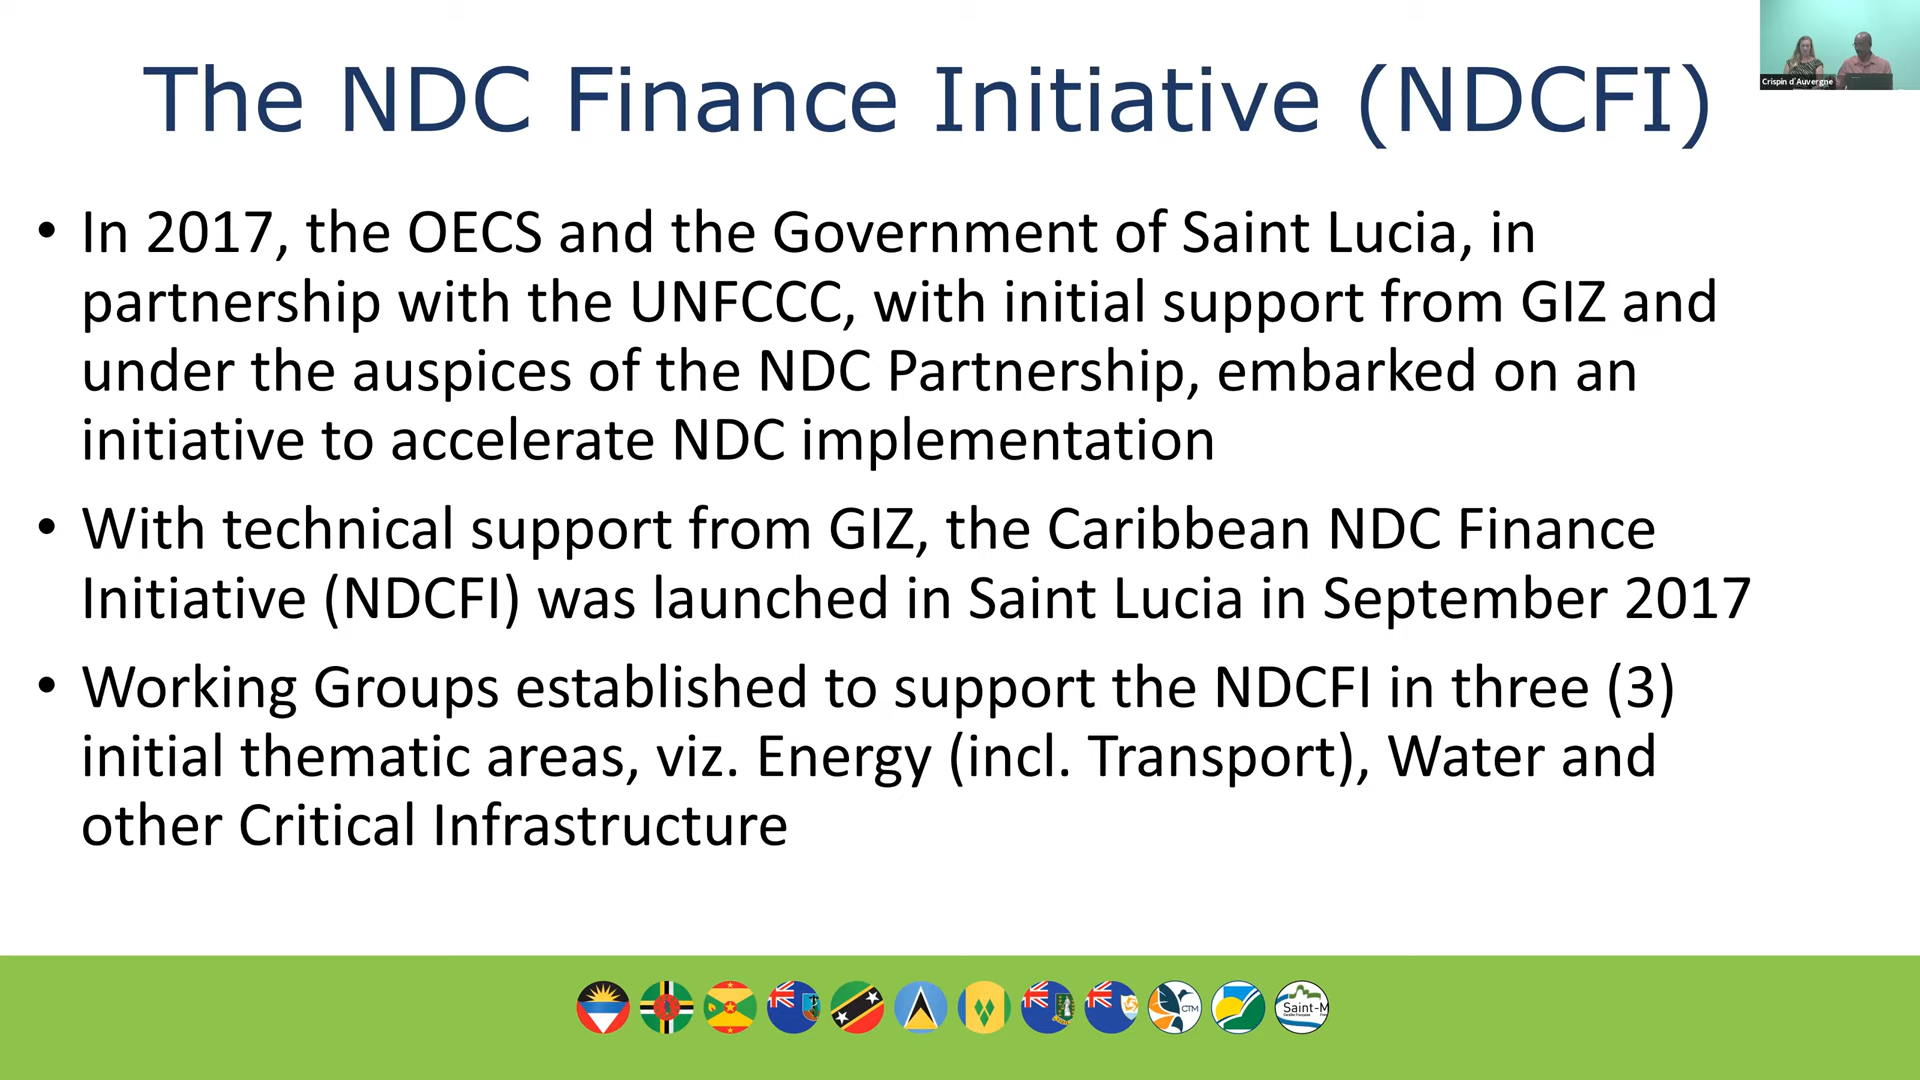 The NDC Finance Initiative (NDCFI)
Crispin d'Auvergne
• In 2017, the OECS and the Government of Saint Lucia, in
partnership with the UNFCCC, with initial support from GIZ and
under the auspices of the NDC Partnership, embarked on an
initiative to accelerate NDC implementation
• With technical support from GIZ, the Caribbean NDC Finance
Initiative (NDCFI) was launched in Saint Lucia in September 2017
• Working Groups established to support the NDCFI in three (3)
initial thematic areas, viz. Energy (incl. Transport), Water and
other Critical Infrastructure
CTM
Saint-M